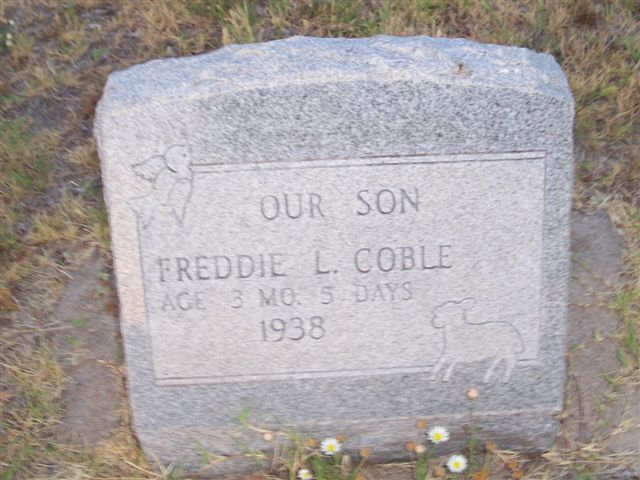 OUR SON
FREDDIE L. COBLE
AGE 3 MO. 5 DAYS
1938